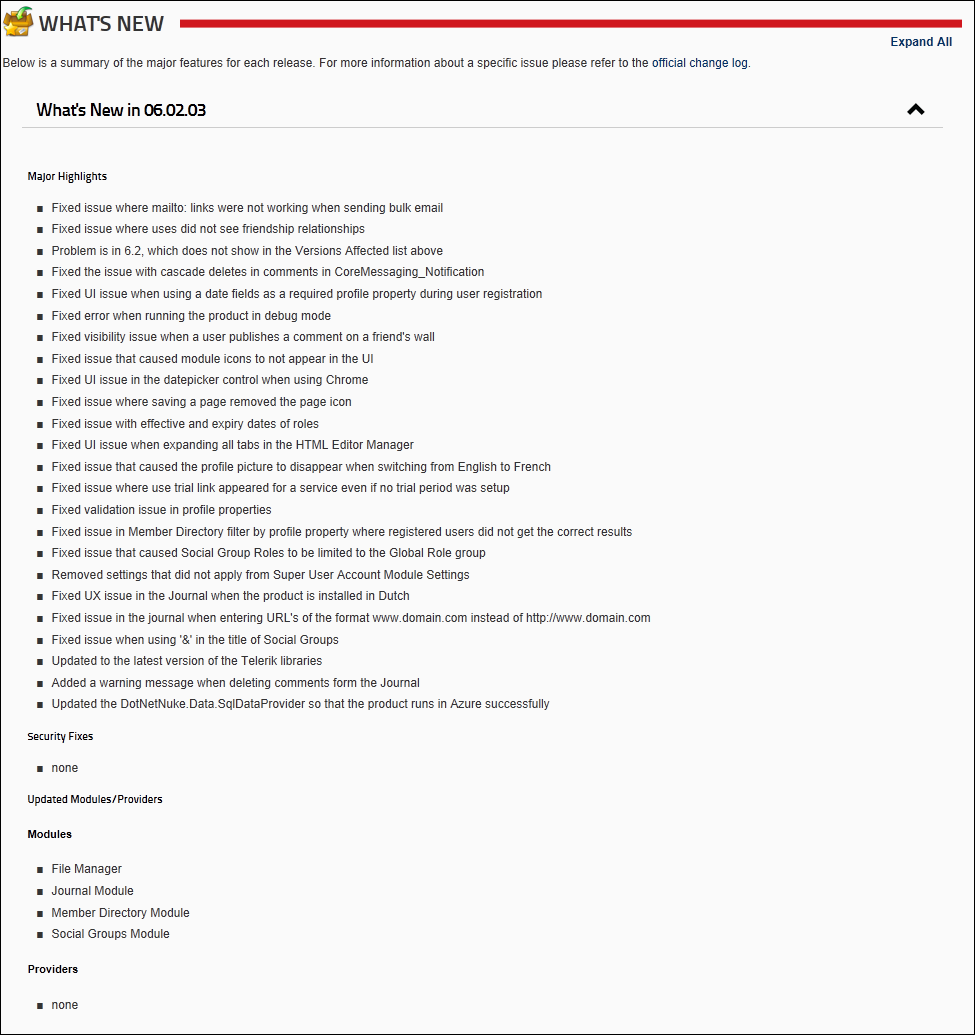 WHAT'S NEW
Expand All
Below is a summary of the major features for each release. For more information about a specific issue please refer to the official change log.
What's New in 06.02.03
Major Highlights
Fixed issue where mailto: links were not working when sending bulk email
Fixed issue where uses did not see friendship relationships
Problem is in 6.2, which does not show in the Versions Affected list above
Fixed the issue with cascade deletes in comments in CoreMessaging_Notification
Fixed UI issue when using a date fields as a required profile property during user registration
Fixed error when running the product in debug mode
Fixed visibility issue when a user publishes a comment on a friend's wall
Fixed issue that caused module icons to not appear in the UI
Fixed UI issue in the datepicker control when using Chrome
Fixed issue where saving a page removed the page icon
Fixed issue with effective and expiry dates of roles
Fixed UI issue when expanding all tabs in the HTML Editor Manager
Fixed issue that caused the profile picture to disappear when switching from English to French
Fixed issue where use trial link appeared for a service even if no trial period was setup
Fixed validation issue in profile properties
Fixed issue in Member Directory filter by profile property where registered users did not get the correct results
Fixed issue that caused Social Group Roles to be limited to the Global Role group
Removed settings that did not apply from Super User Account Module Settings
Fixed UX issue in the Journal when the product is installed in Dutch
Fixed issue in the journal when entering URL's of the format www.domain.com instead of http://www.domain.com
Fixed issue when using '&' in the title of Social Groups
Updated to the latest version of the Telerik libraries
Added a warning message when deleting comments form the Journal
Updated the DotNetNuke.Data.SqlDataProvider so that the product runs in Azure successfully
Security Fixes
none
Updated Modules/Providers
Modules
File Manager
Journal Module
Member Directory Module
Social Groups Module
Providers
none